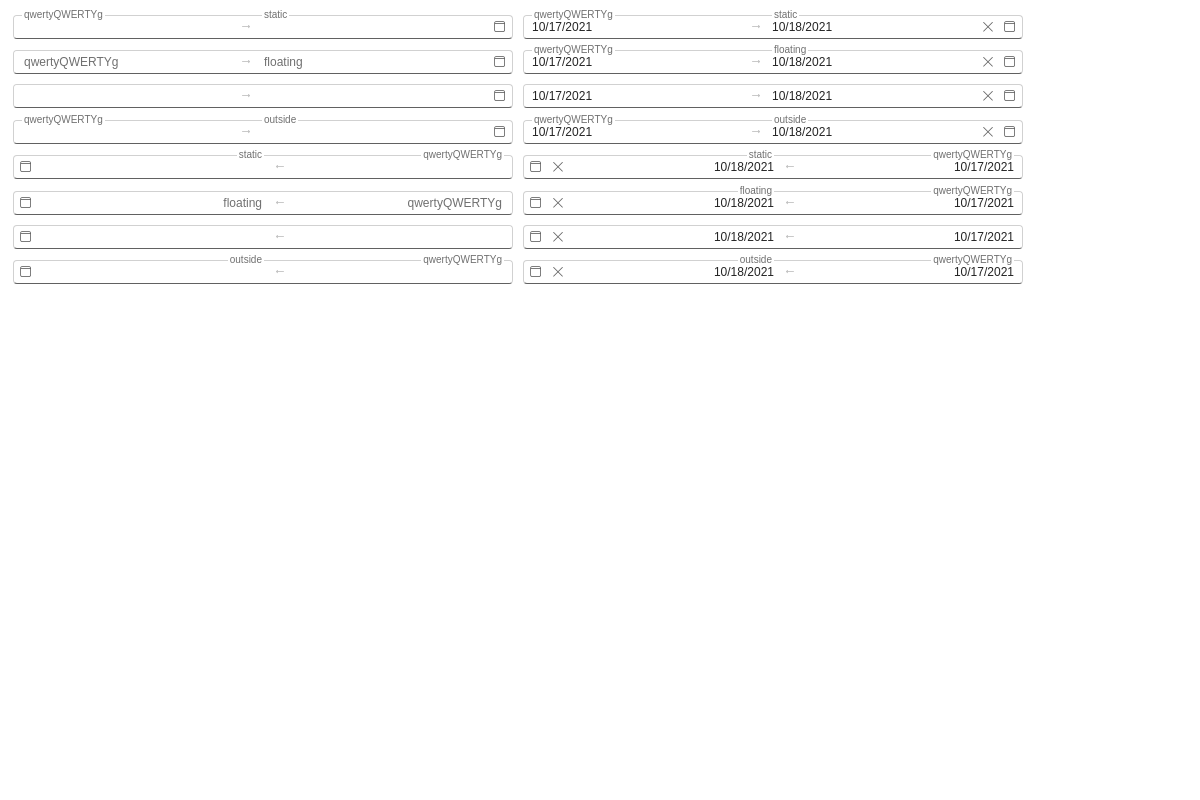 qwertyQWERTYg static qwertyQWERTYg static
→ 10/17/2021 → 10/18/2021
qwertyQWERTYg floating
qwertyQWERTYg → floating 10/17/2021 → 10/18/2021
→ 10/17/2021 → 10/18/2021
qwertyQWERTYg outside qwertyQWERTYg outside
→ 10/17/2021 → 10/18/2021
static qwertyQWERTYg static qwertyQWERTYg
← 10/18/2021 ← 10/17/2021
floating qwertyQWERTYg
floating ← qwertyQWERTYg 10/18/2021 ← 10/17/2021
← 10/18/2021 ← 10/17/2021
outside qwertyQWERTYg outside qwertyQWERTYg
← 10/18/2021 ← 10/17/2021